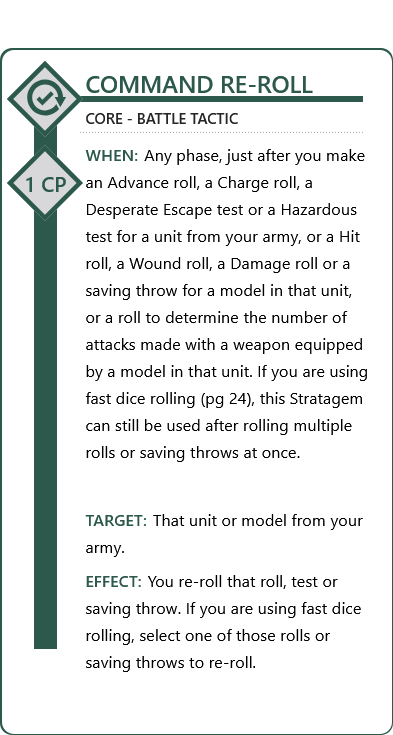 COMMAND RE-ROLL
CORE - BATTLE TACTIC
WHEN: Any phase, just after you make
1 CP
an Advance roll, a Charge roll, a
Desperate Escape test or a Hazardous
test for a unit from your army, or a Hit
roll, a Wound roll, a Damage roll or a
saving throw for a model in that unit,
or a roll to determine the number of
attacks made with a weapon equipped
by a model in that unit. If you are using
fast dice rolling (pg 24), this Stratagem
can still be used after rolling multiple
rolls or saving throws at once.
TARGET: That unit or model from your
army.
EFFECT: You re-roll that roll, test or
saving throw. If you are using fast dice
rolling, select one of those rolls or
saving throws to re-roll.